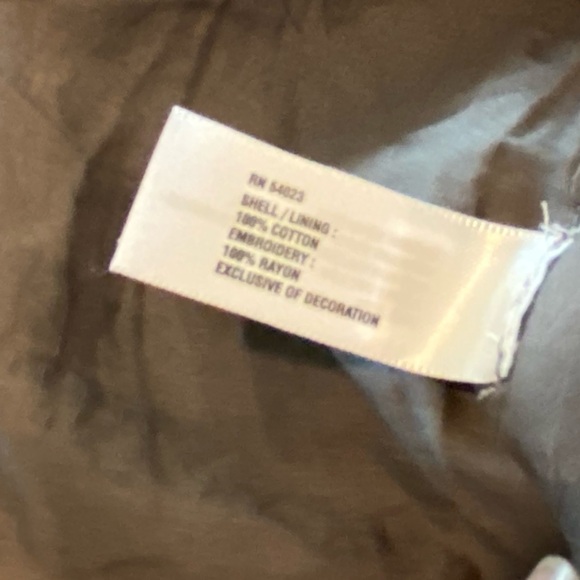 RN 54023
SHELL / LINING :
100% COTTON
EMBROIDERY :
100% RAYON
EXCLUSIVE OF DECORATION